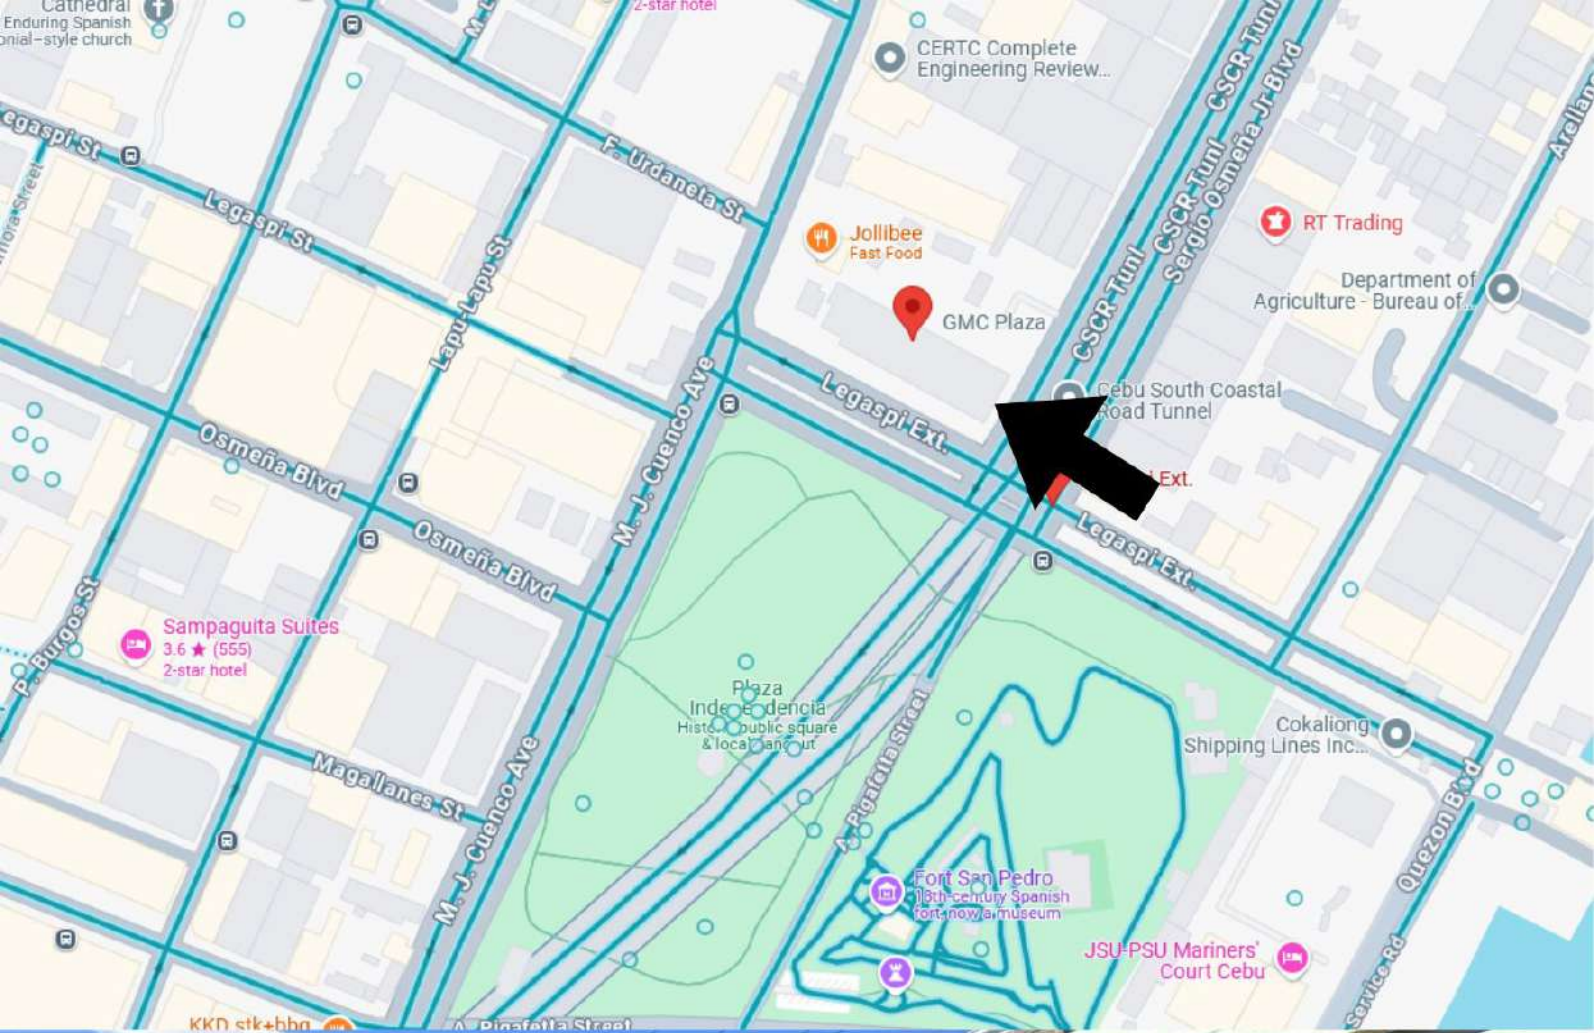 Cathedral
Enduring Spanish
onial-style church
2-star hotel
CERTC Complete
Engineering Review...
CSCR Tunl
CSCR Tunl
Sergio Osmeña Jr Blvd
CSCR Tunl
CSCR Tunl
egaspi St
Legaspi St
F. Urdaneta St
Jollibee
Fast Food
RT Trading
Department of
Agriculture - Bureau of...
GMC Plaza
Lapu-Lapu St
Legaspi Ext.
Cebu South Coastal
Road Tunnel
Ext.
Legaspi Ext.
Osmeña Blvd
Osmeña Blvd
M. J. Cuenco Ave
Sampaguita Suites
3.6 ★ (555)
2-star hotel
P. Burgos St
Plaza
Independencia
Historic public square
& local hangout
A. Pigafetta Street
Cokaliong
Shipping Lines Inc...
Magallanes St
M. J. Cuenco Ave
Quezon Blvd
Fort San Pedro
18th-century Spanish
fort, now a museum
JSU-PSU Mariners'
Court Cebu
Service Rd
KKD stk+bbq
A. Pigafetta Street